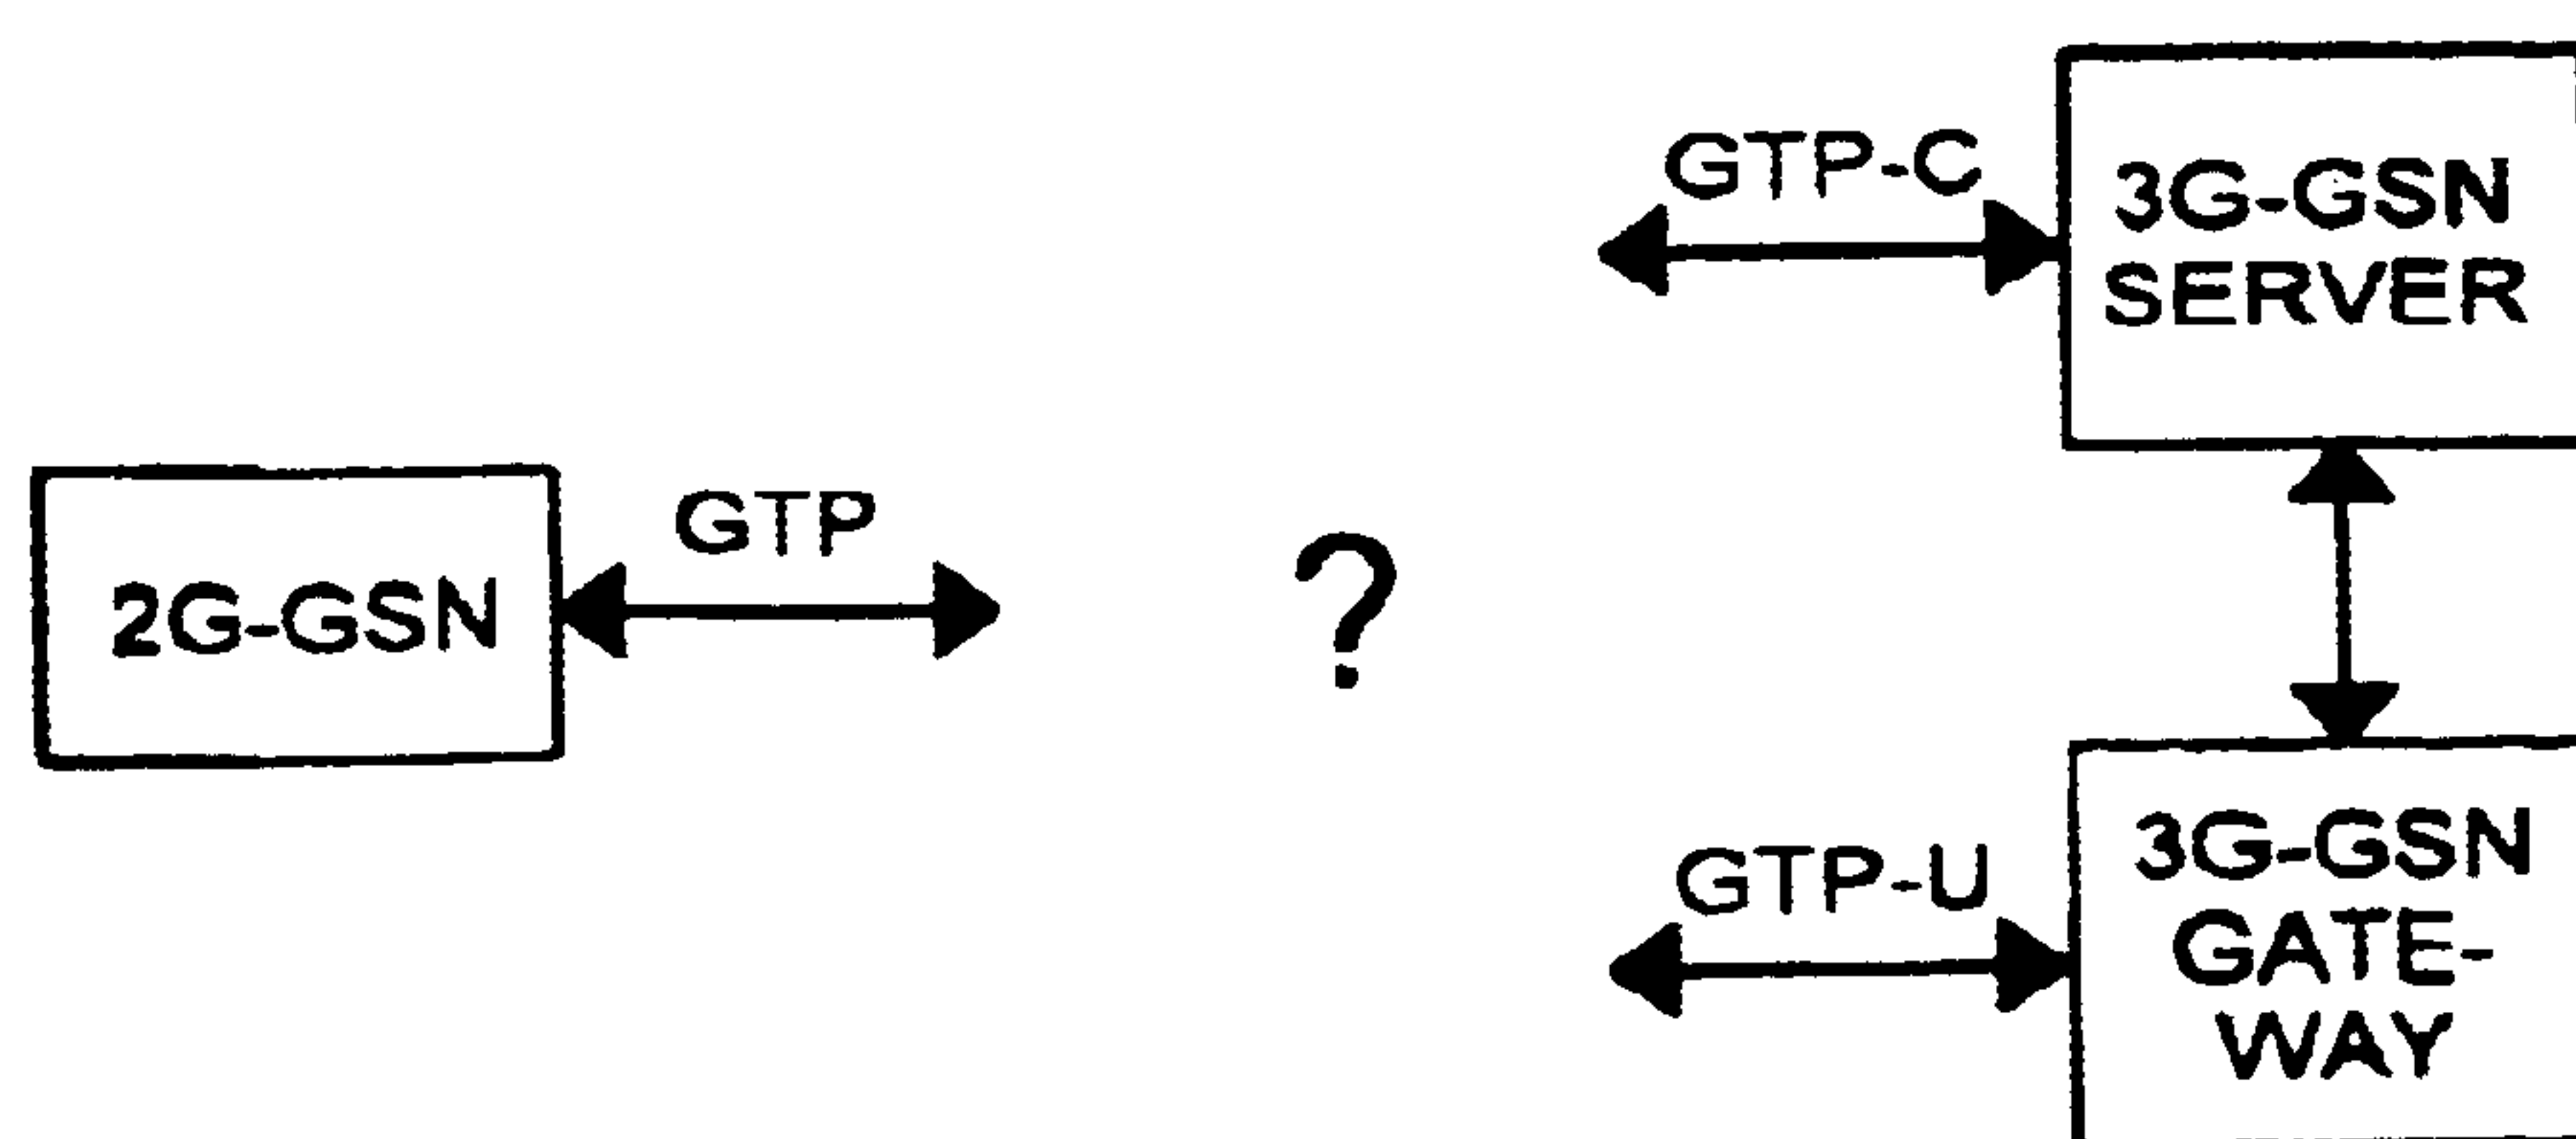 GTP-C
3G-GSN
SERVER
GTP
2G-GSN
?
GTP-U
3G-GSN
GATE-
WAY